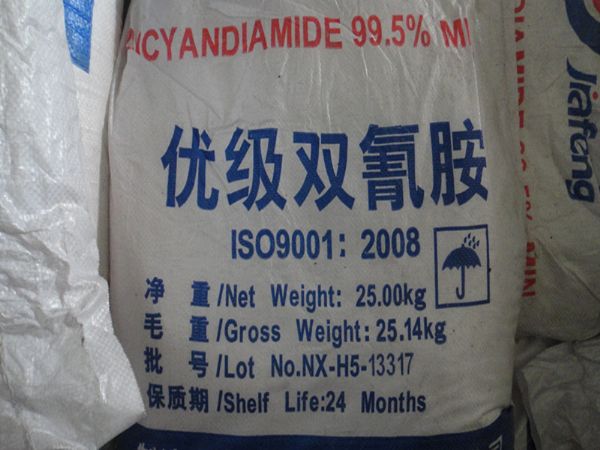 ICYANDIAMIDE 99.5% MI
优级双氰胺
ISO9001: 2008
净 重/Net Weight: 25.00kg
毛 重/Gross Weight: 25.14kg
批 号/Lot No.NX-H5-13317
保质期/Shelf Life:24 Months
Jiafeng